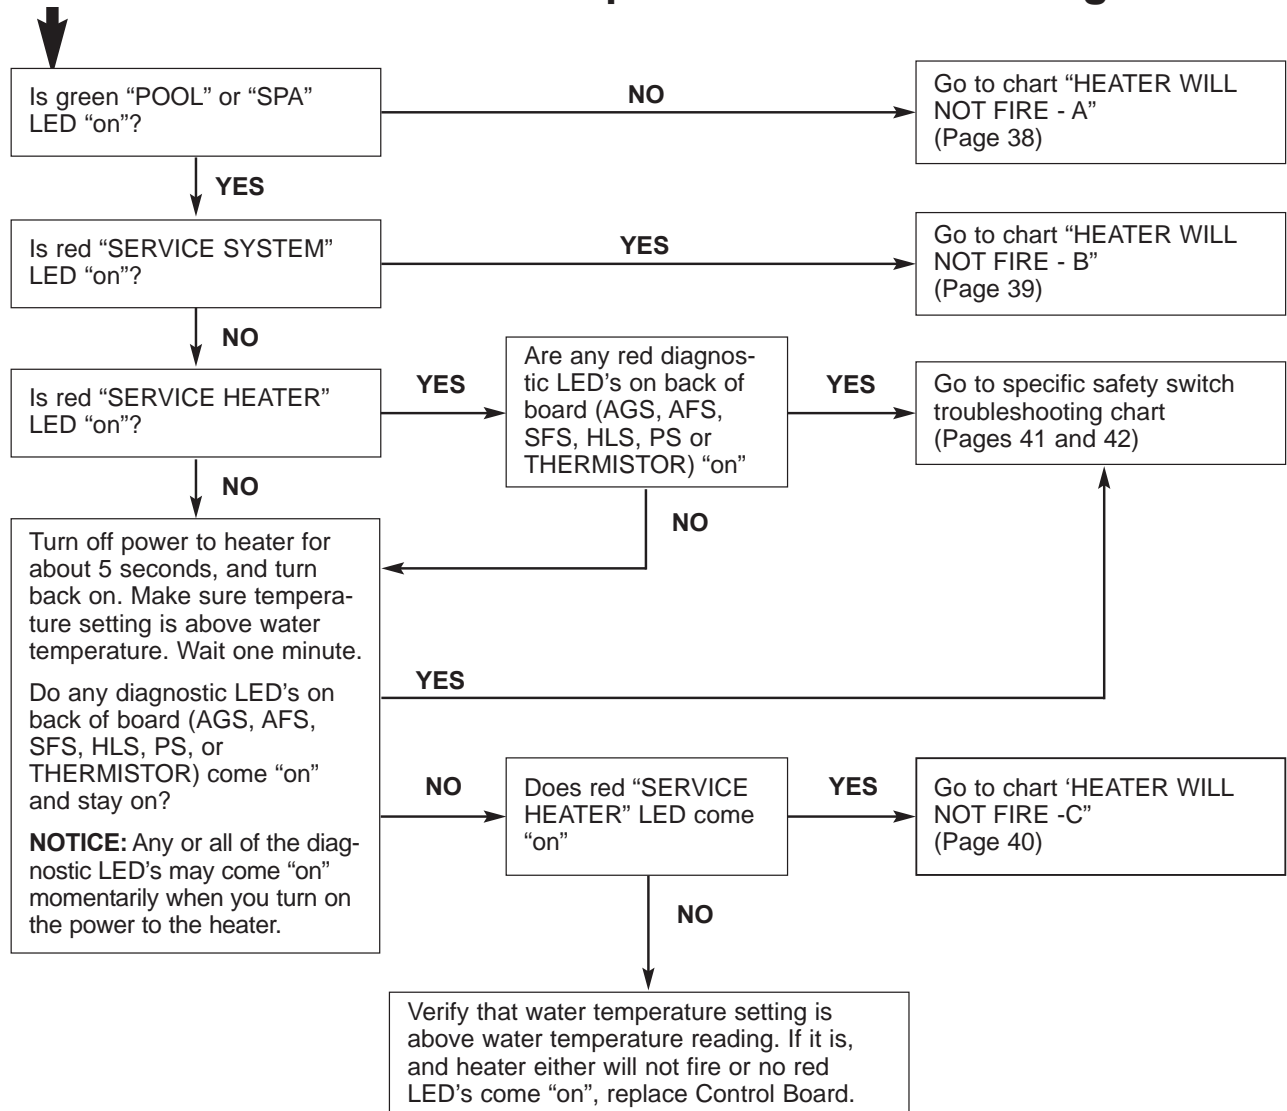 Is green “POOL” or “SPA”
LED “on”?
NO
Go to chart “HEATER WILL
NOT FIRE - A”
(Page 38)
YES
Is red “SERVICE SYSTEM”
LED “on”?
YES
Go to chart “HEATER WILL
NOT FIRE - B”
(Page 39)
NO
Is red “SERVICE HEATER”
LED “on”?
YES
Are any red diagnos-
tic LED's on back of
board (AGS, AFS,
SFS, HLS, PS or
THERMISTOR) “on”
YES
Go to specific safety switch
troubleshooting chart
(Pages 41 and 42)
NO
NO
Turn off power to heater for
about 5 seconds, and turn
back on. Make sure tempera-
ture setting is above water
temperature. Wait one minute.
Do any diagnostic LED's on
back of board (AGS, AFS,
SFS, HLS, PS, or
THERMISTOR) come “on”
and stay on?
NOTICE: Any or all of the diag-
nostic LED's may come “on”
momentarily when you turn on
the power to the heater.
YES
NO
Does red “SERVICE
HEATER” LED come
“on”
YES
Go to chart ‘HEATER WILL
NOT FIRE -C”
(Page 40)
NO
Verify that water temperature setting is
above water temperature reading. If it is,
and heater either will not fire or no red
LED's come “on”, replace Control Board.